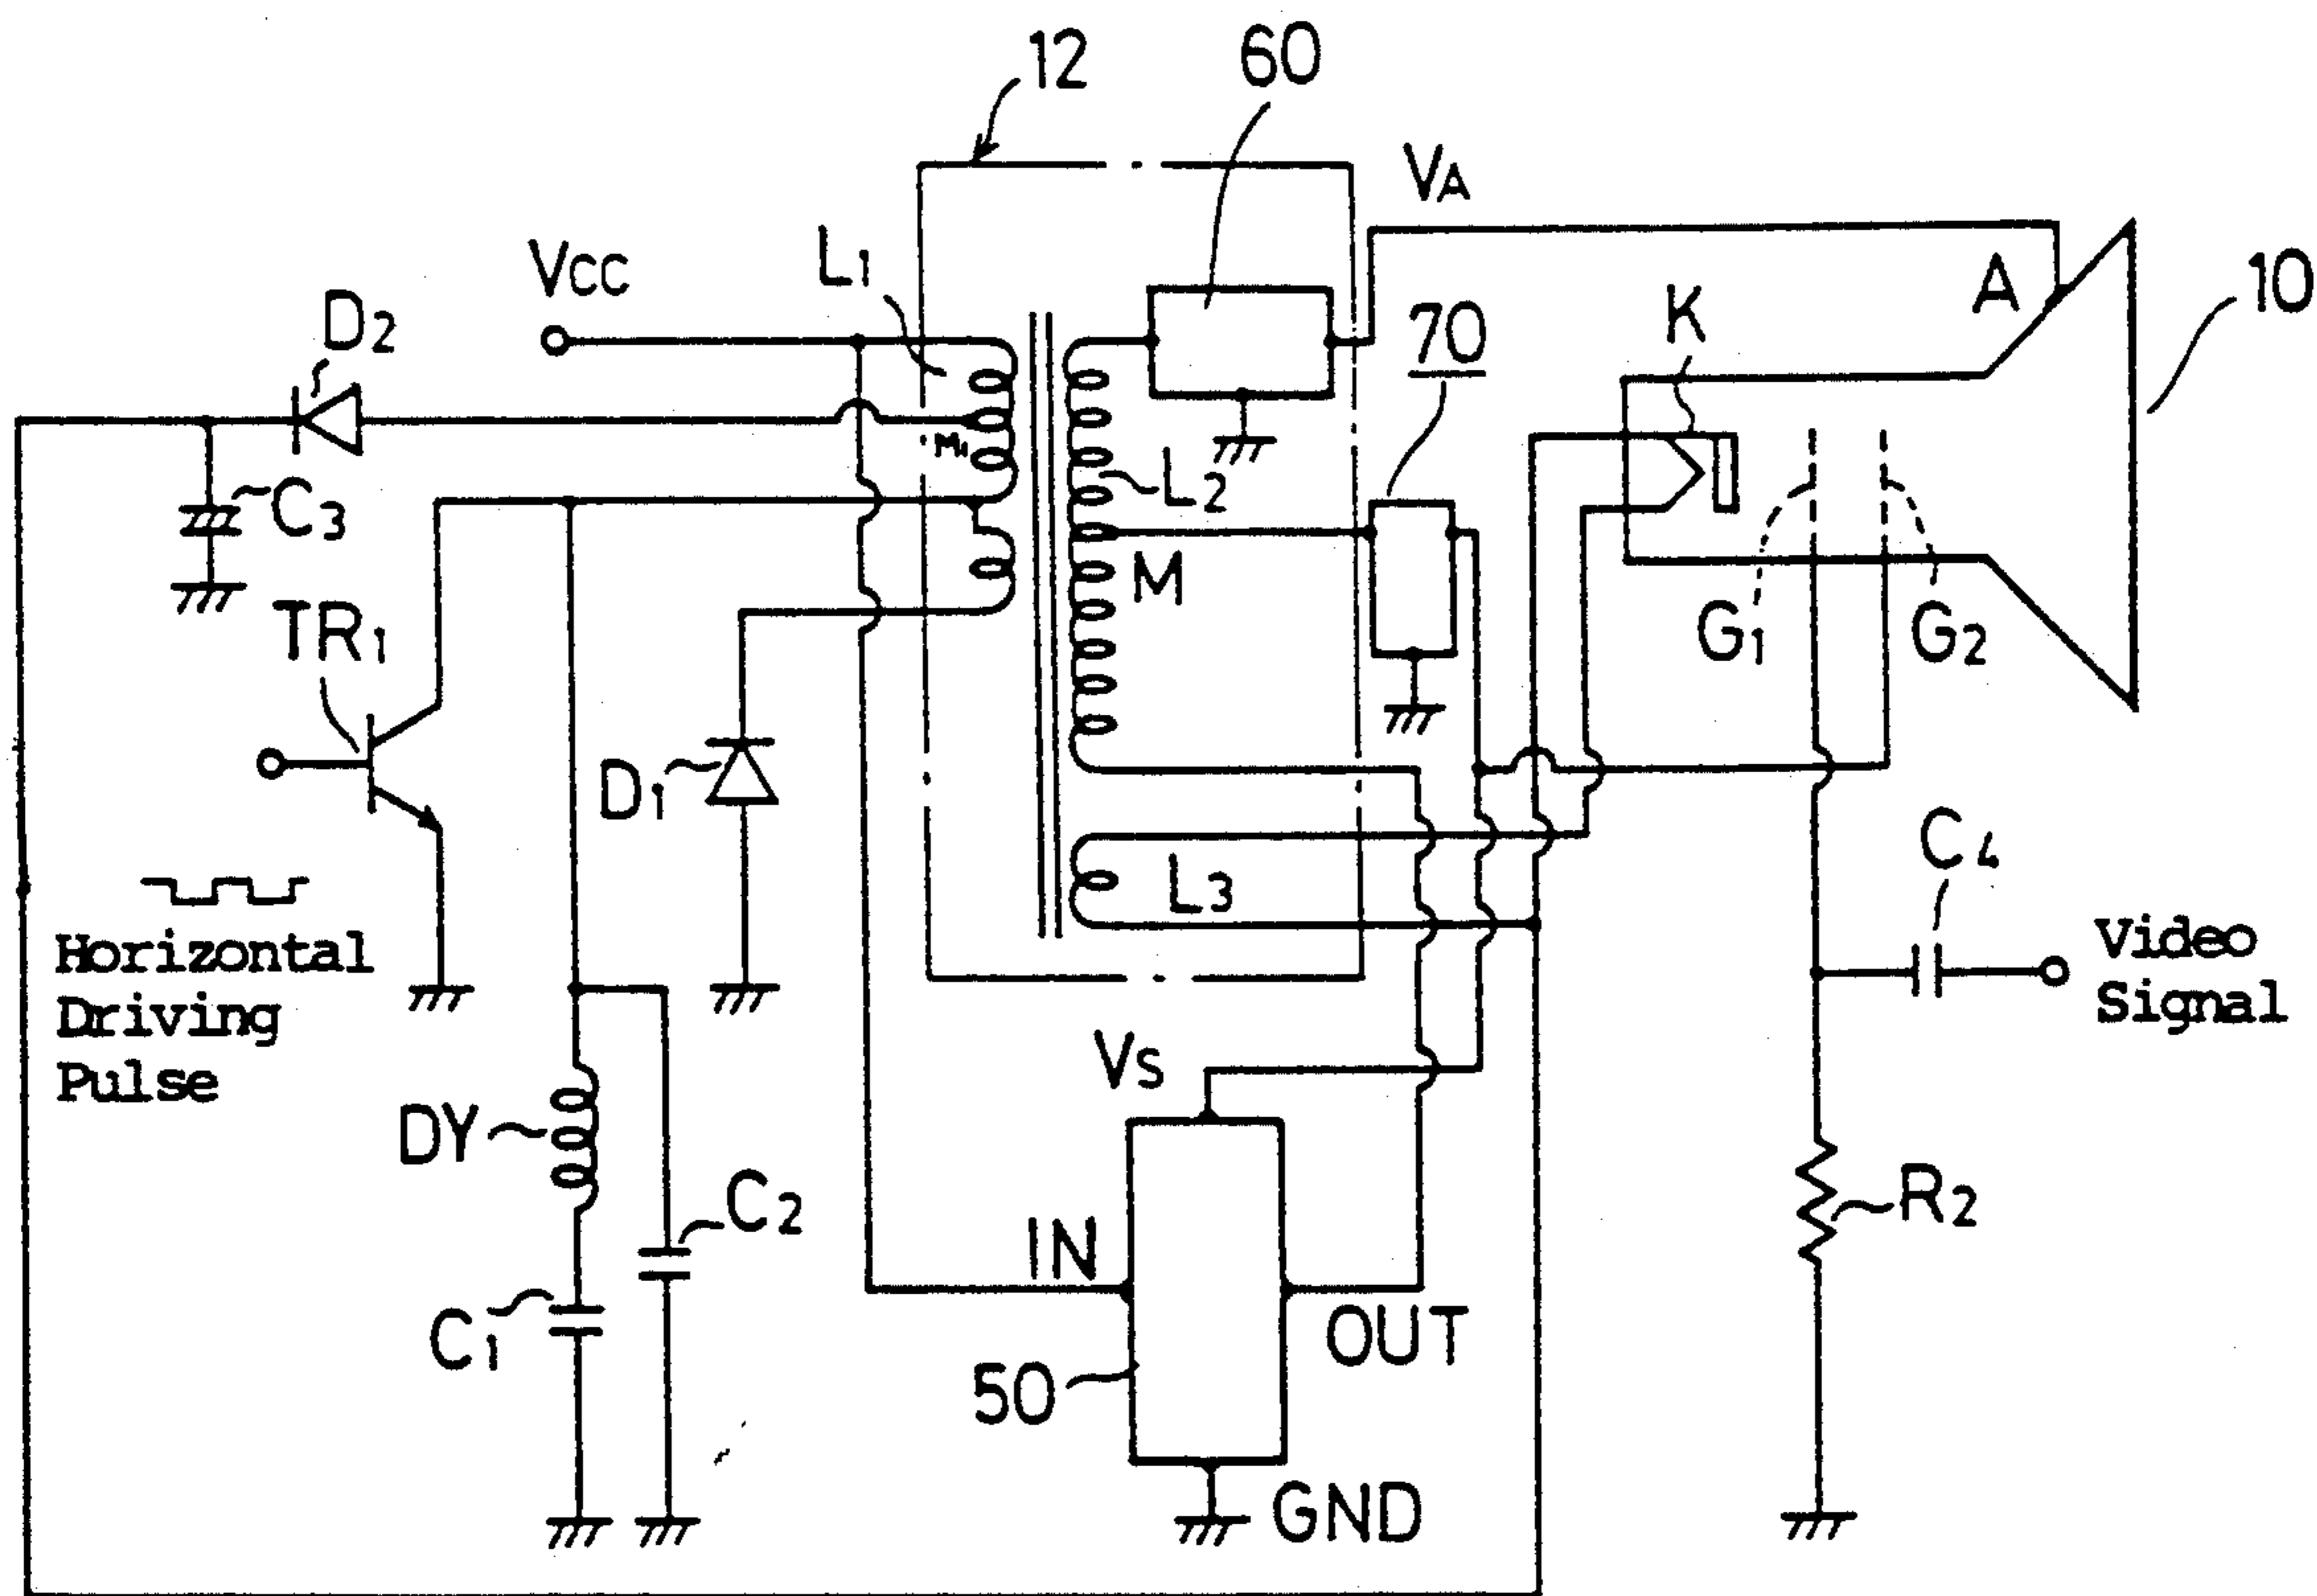 12
60
VA
VCC
L1
10
A
K
D2
70
M1
L2
C3
M
TR1
G1
G2
D1
C4
L3
Horizontal
Driving
Pulse
Video
Signal
VS
DY
C2
R2
IN
C1
OUT
50
GND